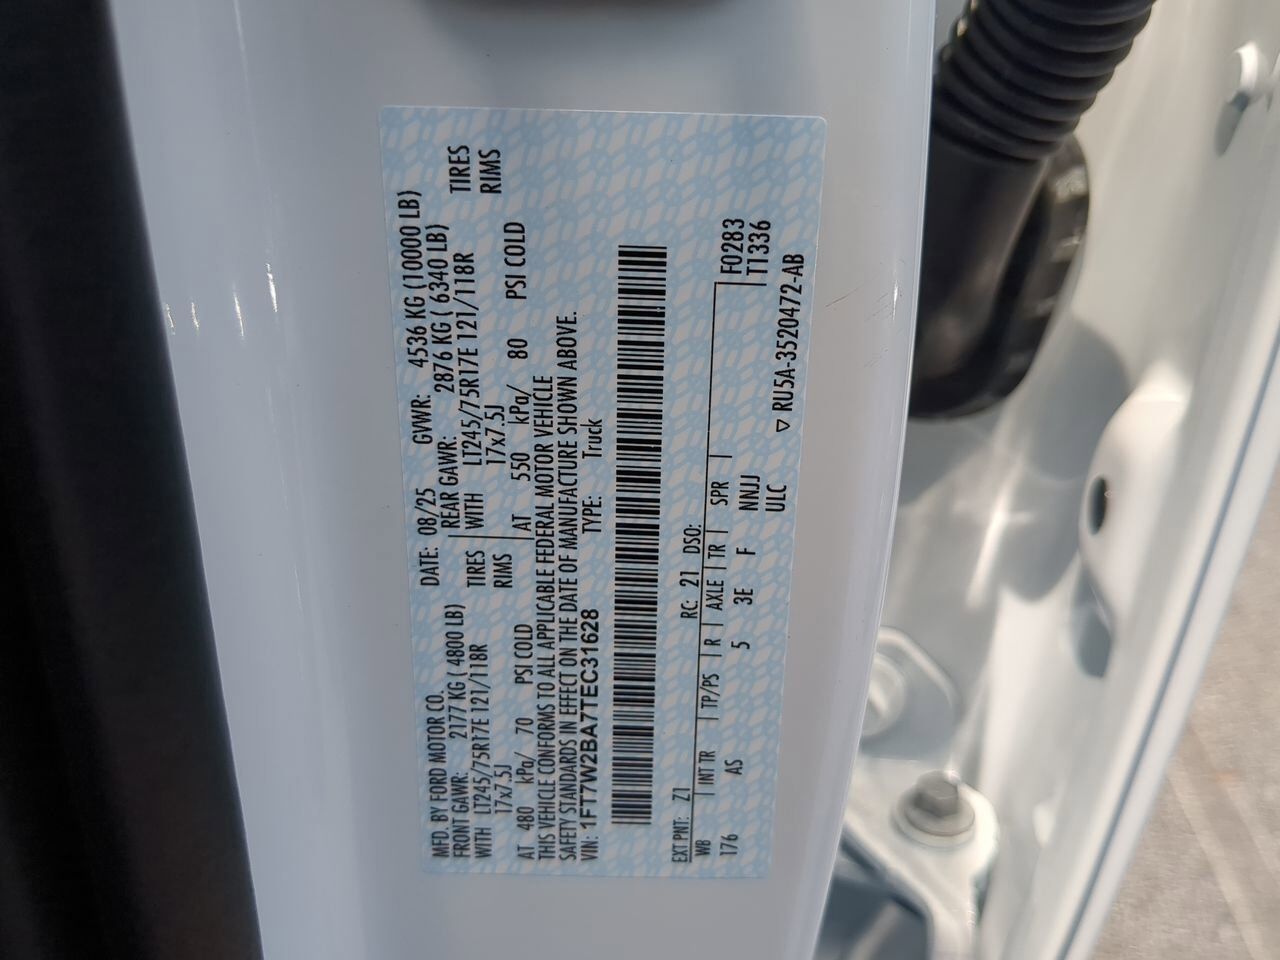 MFD. BY FORD MOTOR CO. DATE: 08/25 GVWR: 4536 KG (10000 LB)
FRONT GAWR: 2177 KG ( 4800 LB) REAR GAWR: 2876 KG ( 6340 LB)
WITH LT245/75R17E 121/118R TIRES WITH LT245/75R17E 121/118R TIRES
17x7.5J RIMS 17x7.5J RIMS
AT 480 kPa/ 70 PSI COLD AT 550 kPa/ 80 PSI COLD
THIS VEHICLE CONFORMS TO ALL APPLICABLE FEDERAL MOTOR VEHICLE
SAFETY STANDARDS IN EFFECT ON THE DATE OF MANUFACTURE SHOWN ABOVE.
VIN: 1FT7W2BA7TEC31628 TYPE: Truck
EXT PNT: Z1 RC: 21 DSO:
WB INT TR TP/PS R AXLE TR SPR F0283
176 AS 5 3E F NNJJ T1336
ULC
▽ RU5A-3520472-AB